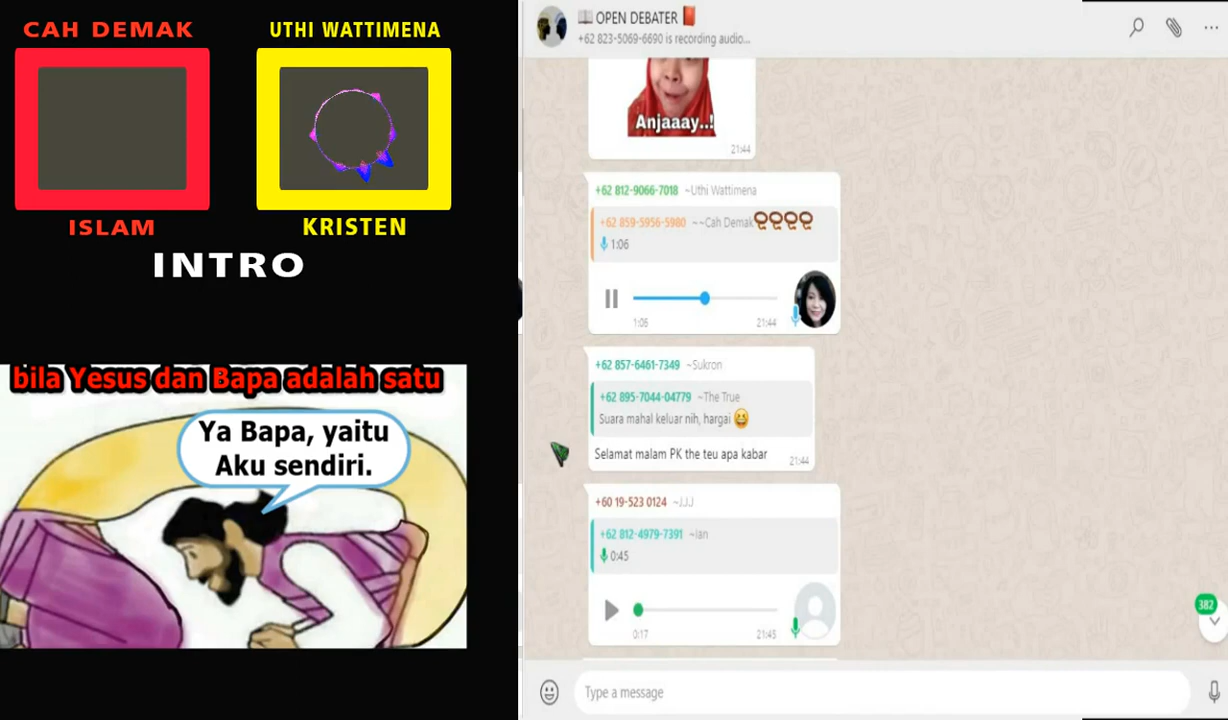 CAH DEMAK
UTHI WATTIMENA
ISLAM
KRISTEN
INTRO
bila Yesus dan Bapa adalah satu
Ya Bapa, yaitu
Aku sendiri.
OPEN DEBATER
+62 823-5069-6690 is recording audio...
Anjaaay..!
21:44
+62 812-9066-7018 ~Uthi Wattimena
+62 859-5956-5980 ~~Cah Demak
1:06
1:05
21:44
+62 857-6461-7349 ~Sukron
+62 895-7044-04779 ~The True
Suara mahal keluar nih, hargai 😆
Selamat malam PK the teu apa kabar
21:44
+60 19-523 0124 ~J.J.J
+62 812-4979-7391 ~Ian
0:45
0:17
21:45
382
Type a message